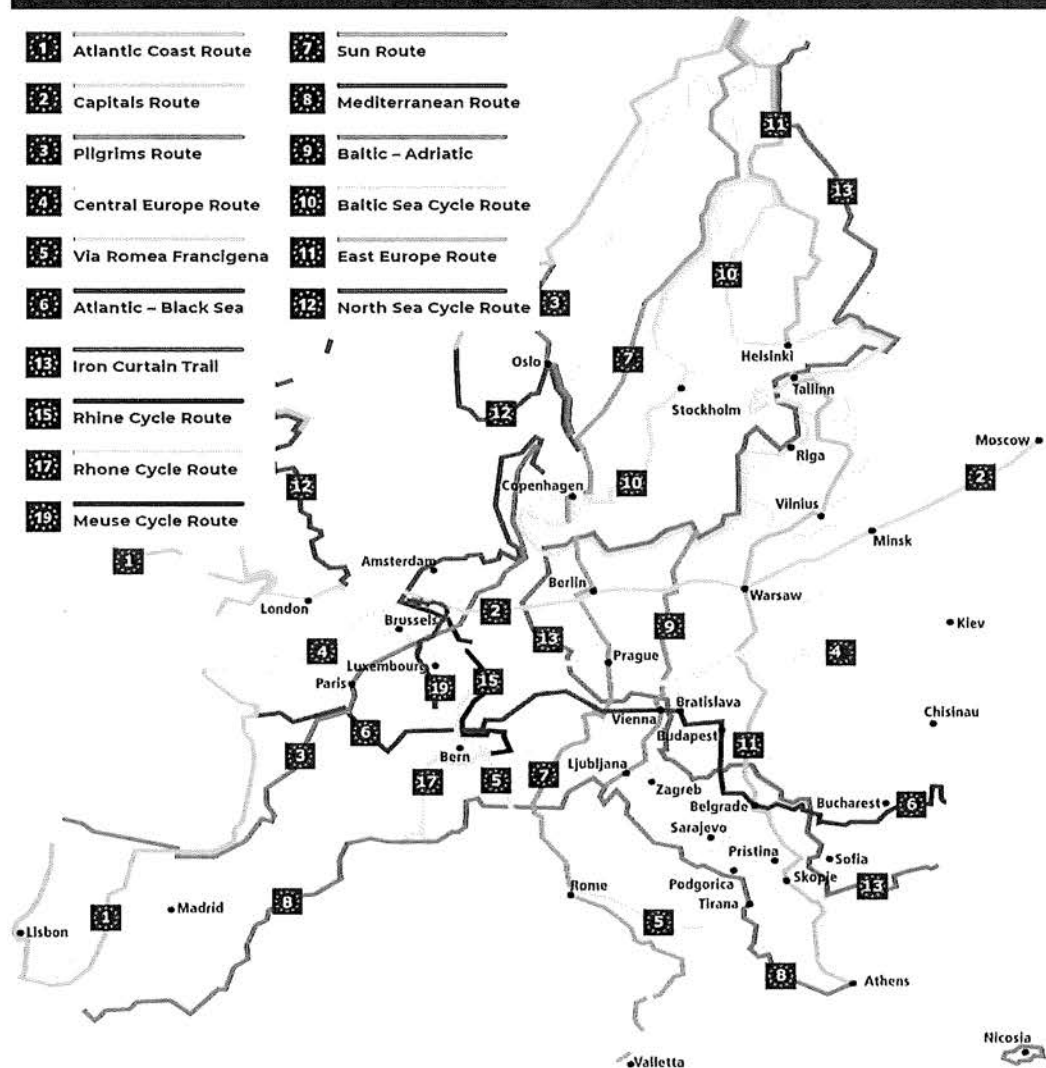 1 Atlantic Coast Route
2 Capitals Route
3 Pilgrims Route
4 Central Europe Route
5 Via Romea Francigena
6 Atlantic – Black Sea
13 Iron Curtain Trail
15 Rhine Cycle Route
17 Rhone Cycle Route
19 Meuse Cycle Route
7 Sun Route
8 Mediterranean Route
9 Baltic – Adriatic
10 Baltic Sea Cycle Route
11 East Europe Route
12 North Sea Cycle Route
11
13
10
3
Oslo
7
Helsinki
Tallinn
12
Stockholm
Moscow
Riga
2
12
Copenhagen
10
Vilnius
Minsk
1
Amsterdam
Berlin
Warsaw
London
2
Brussels
13
9
Kiev
4
4
Luxembourg
Prague
Paris
19
15
Vienna
Bratislava
Chisinau
6
Budapest
11
3
Bern
17
5
7
Ljubljana
Zagreb
Belgrade
Bucharest
6
Sarajevo
Pristina
Sofia
Podgorica
Skopje
13
8
Rome
Tirana
1
Madrid
5
Lisbon
8
Athens
Nicosia
Valletta